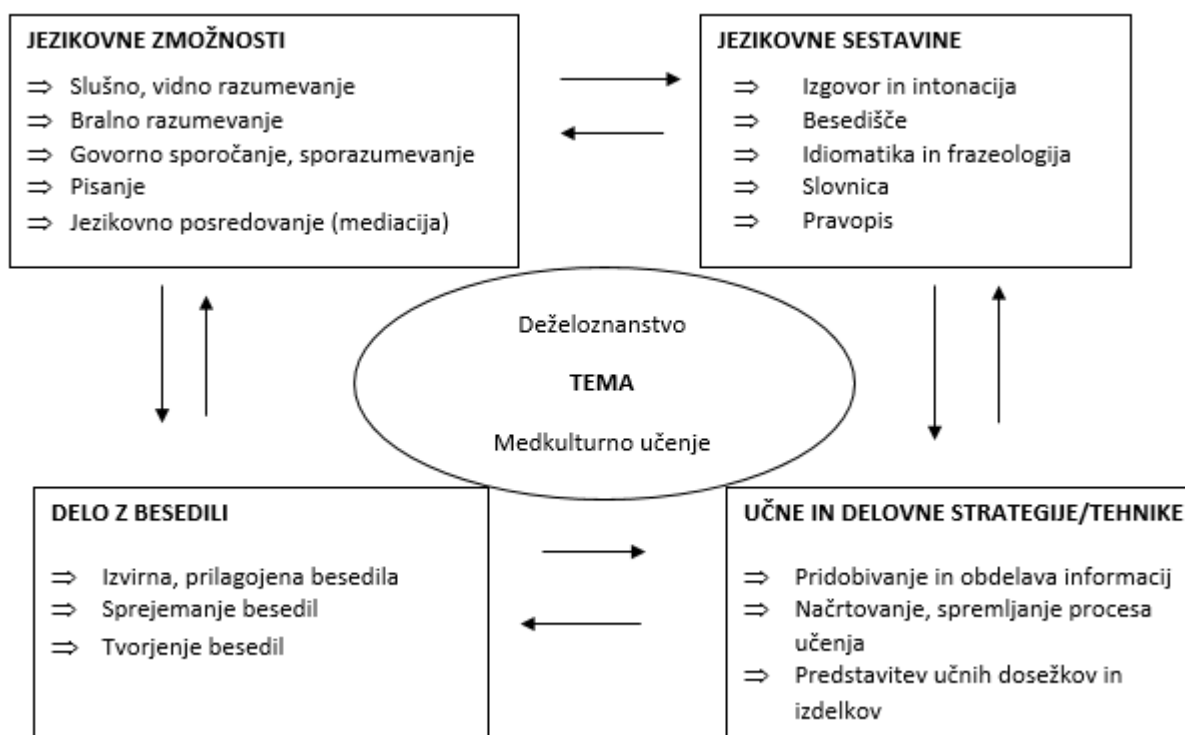 JEZIKOVNE ZMOŽNOSTI
⇒ Slušno, vidno razumevanje
⇒ Bralno razumevanje
⇒ Govorno sporočanje, sporazumevanje
⇒ Pisanje
⇒ Jezikovno posredovanje (mediacija)
JEZIKOVNE SESTAVINE
⇒ Izgovor in intonacija
⇒ Besedišče
⇒ Idiomatika in frazeologija
⇒ Slovnica
⇒ Pravopis
Deželoznanstvo
TEMA
Medkulturno učenje
DELO Z BESEDILI
⇒ Izvirna, prilagojena besedila
⇒ Sprejemanje besedil
⇒ Tvorjenje besedil
UČNE IN DELOVNE STRATEGIJE/TEHNIKE
⇒ Pridobivanje in obdelava informacij
⇒ Načrtovanje, spremljanje procesa
učenja
⇒ Predstavitev učnih dosežkov in
izdelkov